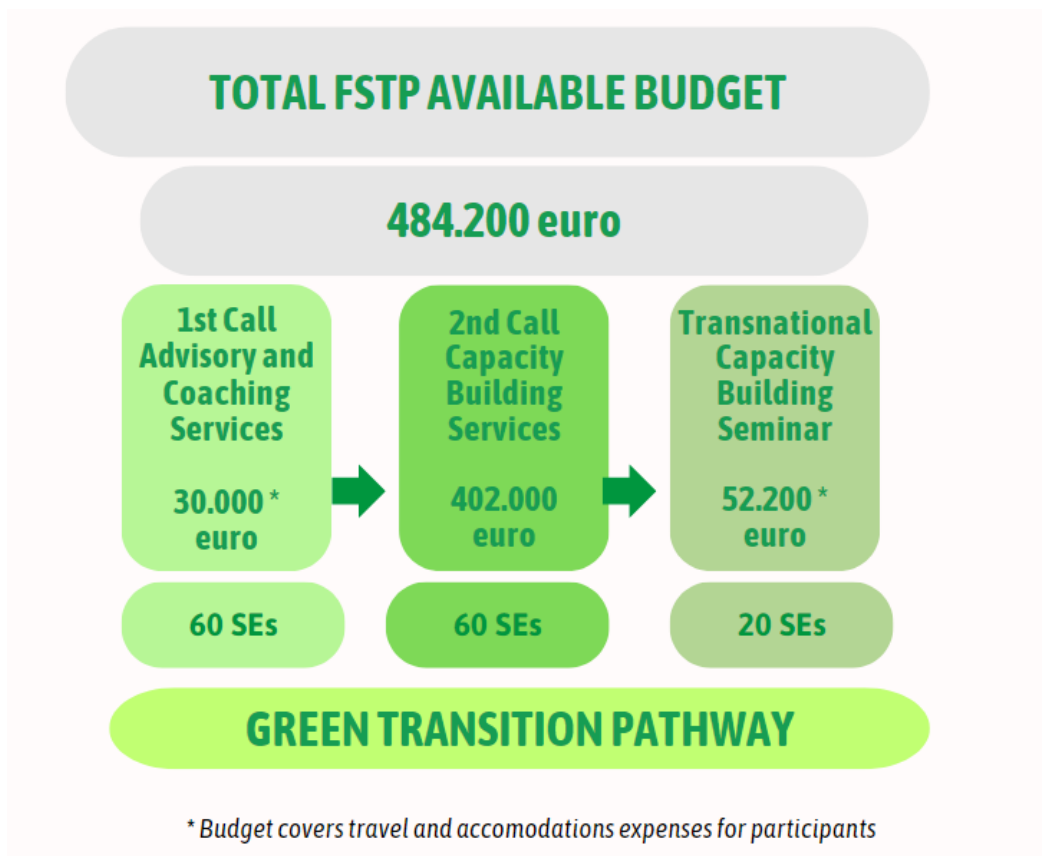 TOTAL FSTP AVAILABLE BUDGET
484.200 euro
1st Call
Advisory and
Coaching
Services
30.000 *
euro
60 SEs
2nd Call
Capacity
Building
Services
402.000
euro
60 SEs
Transnational
Capacity
Building
Seminar
52.200 *
euro
20 SEs
GREEN TRANSITION PATHWAY
* Budget covers travel and accomodations expenses for participants